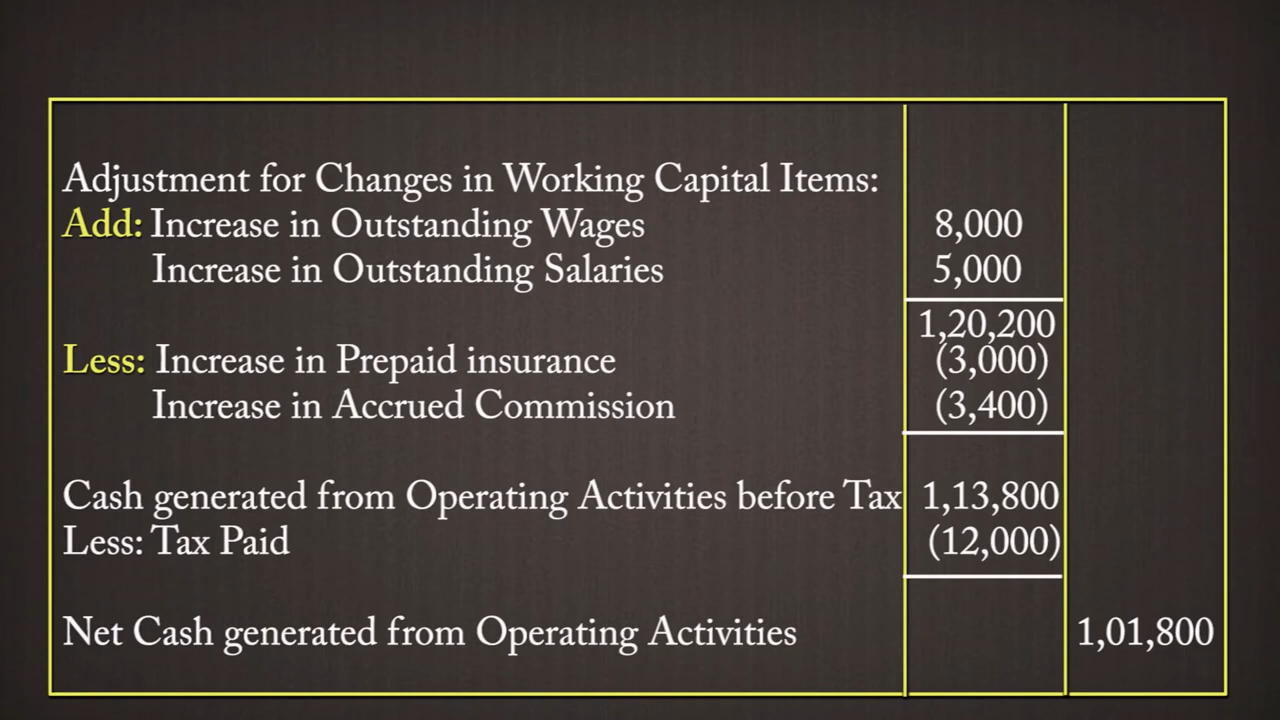 Adjustment for Changes in Working Capital Items:
Add: Increase in Outstanding Wages 8,000
Increase in Outstanding Salaries 5,000
1,20,200
Less: Increase in Prepaid insurance (3,000)
Increase in Accrued Commission (3,400)
Cash generated from Operating Activities before Tax 1,13,800
Less: Tax Paid (12,000)
Net Cash generated from Operating Activities 1,01,800